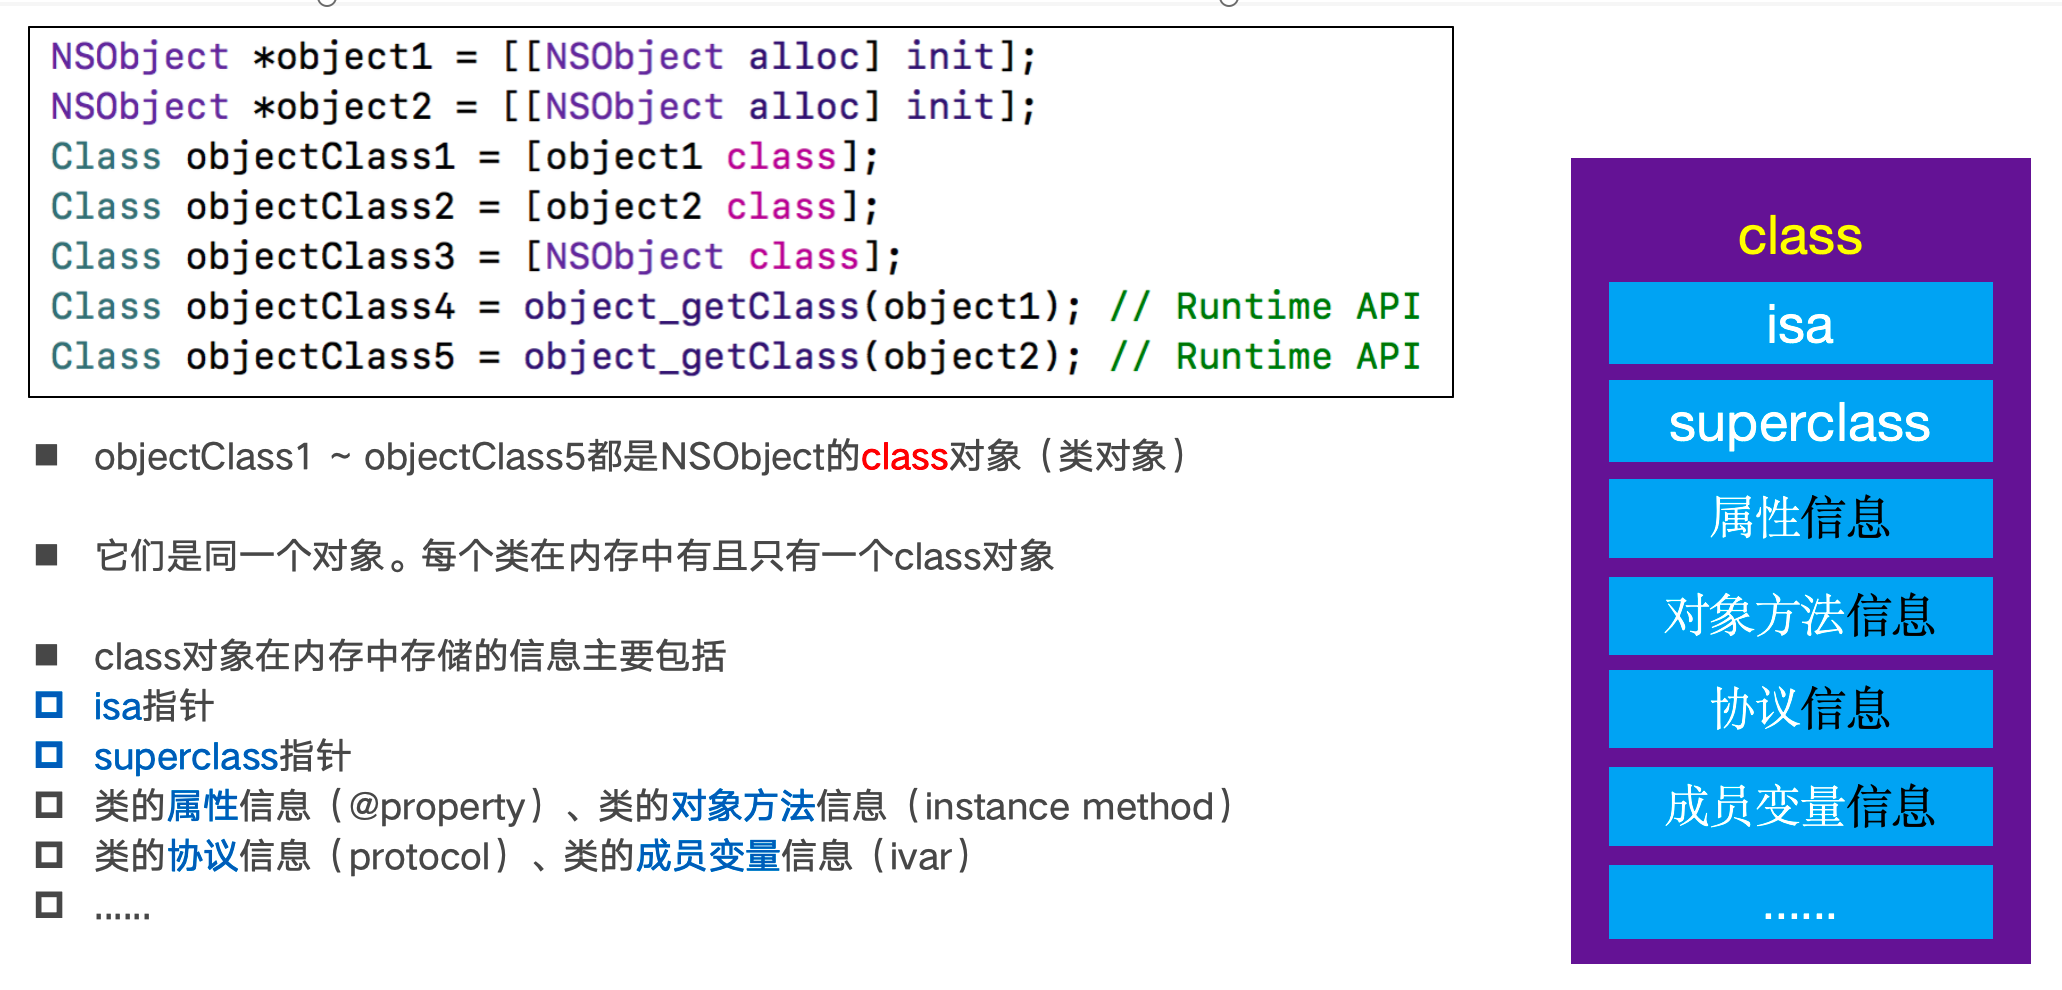 NSObject *object1 = [[NSObject alloc] init];
NSObject *object2 = [[NSObject alloc] init];
Class objectClass1 = [object1 class];
Class objectClass2 = [object2 class];
Class objectClass3 = [NSObject class];
Class objectClass4 = object_getClass(object1); // Runtime API
Class objectClass5 = object_getClass(object2); // Runtime API
objectClass1 ~ objectClass5都是NSObject的class对象（类对象）
它们是同一个对象。每个类在内存中有且只有一个class对象
class对象在内存中存储的信息主要包括
isa指针
superclass指针
类的属性信息（@property）、类的对象方法信息（instance method）
类的协议信息（protocol）、类的成员变量信息（ivar）
......
class
isa
superclass
属性信息
对象方法信息
协议信息
成员变量信息
......